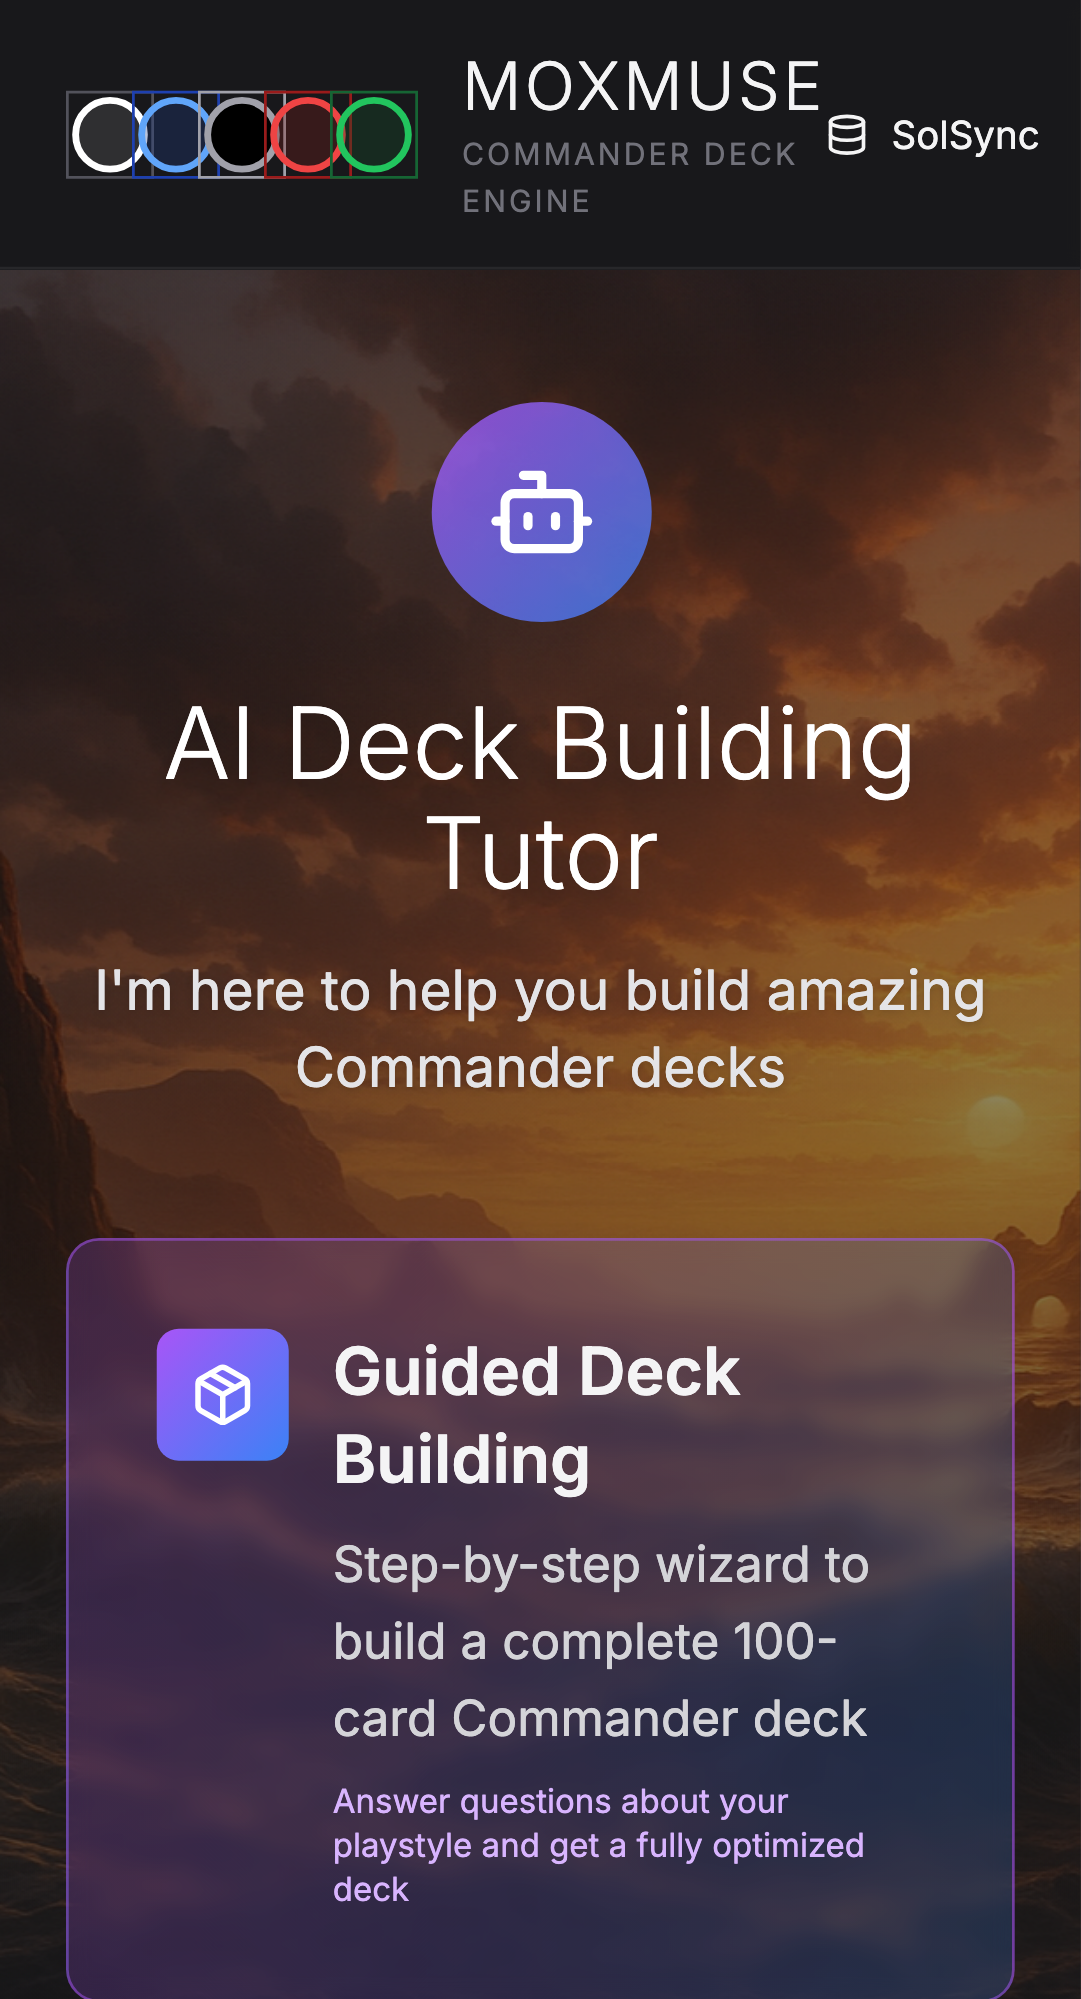 MOXMUSE
COMMANDER DECK
ENGINE
SolSync
AI Deck Building
Tutor
I'm here to help you build amazing
Commander decks
Guided Deck
Building
Step-by-step wizard to
build a complete 100-
card Commander deck
Answer questions about your
playstyle and get a fully optimized
deck